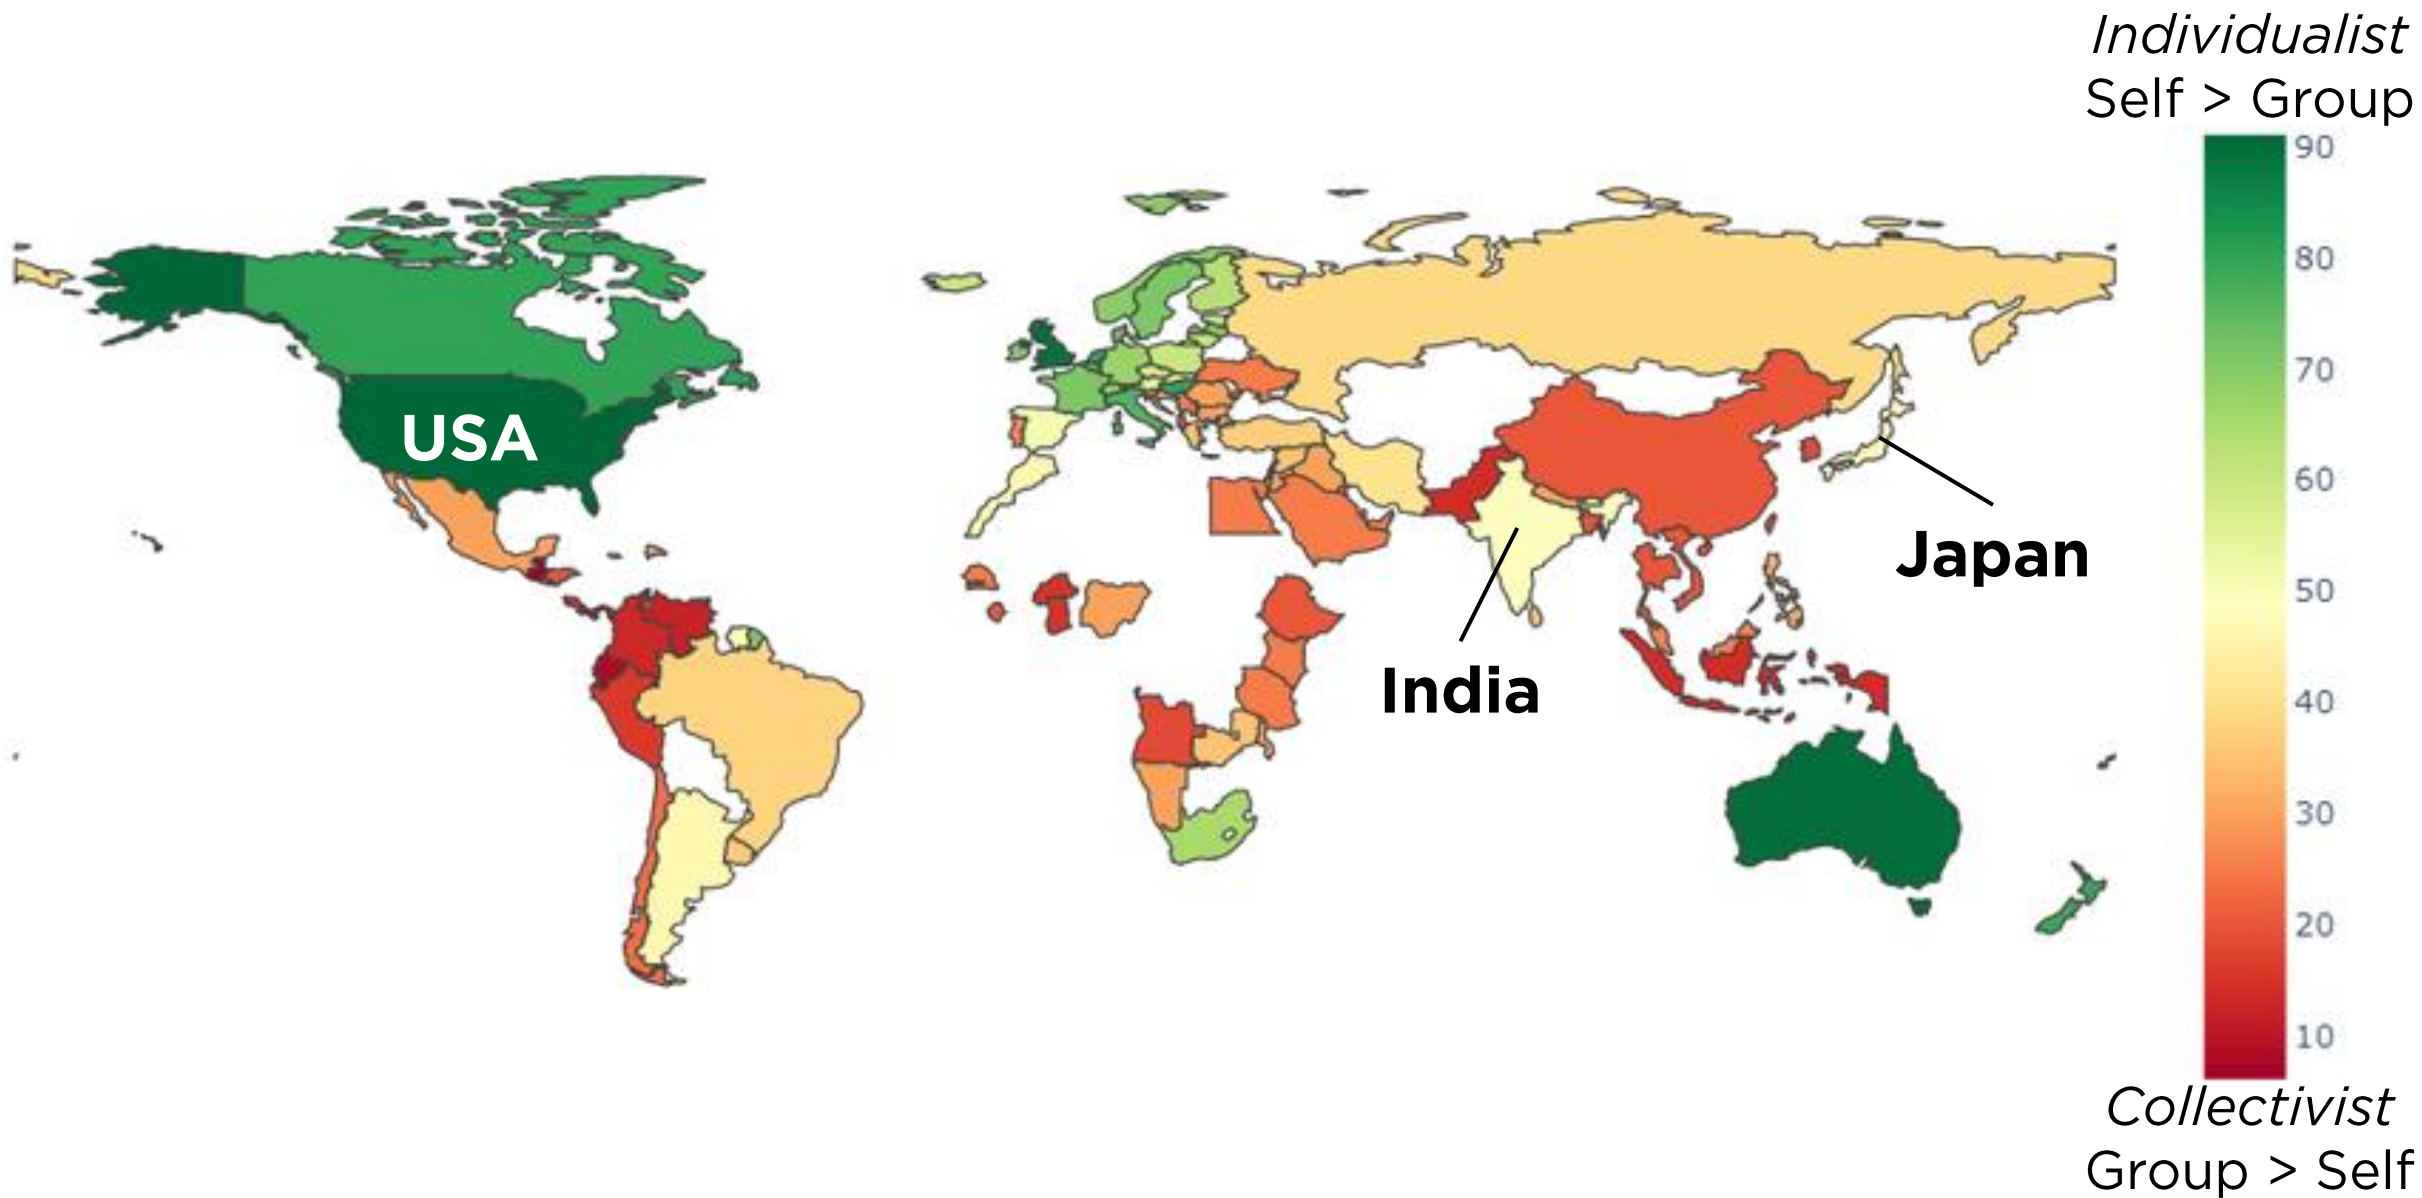 Individualist
Self > Group
90
80
70
60
50
40
30
20
10
Collectivist
Group > Self
USA
Japan
India